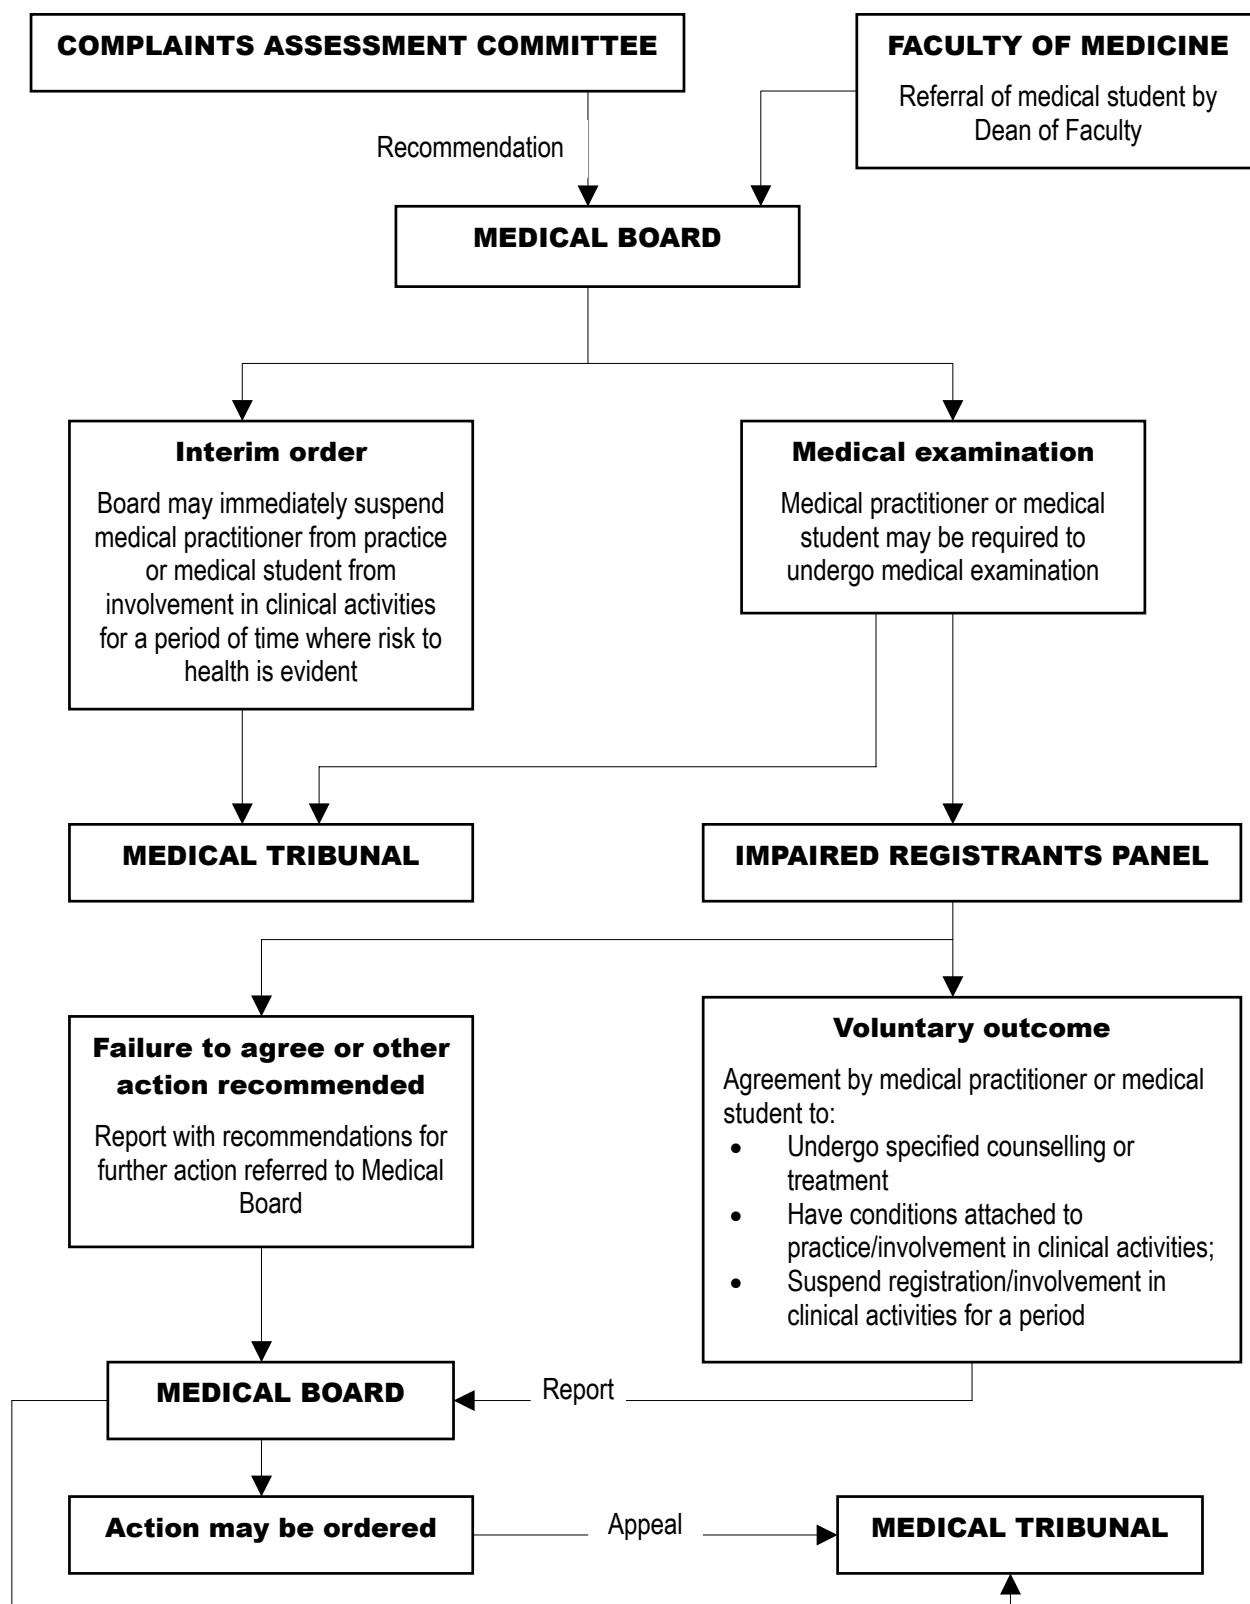 COMPLAINTS ASSESSMENT COMMITTEE
FACULTY OF MEDICINE
Referral of medical student by
Dean of Faculty
Recommendation
MEDICAL BOARD
Interim order
Board may immediately suspend
medical practitioner from practice
or medical student from
involvement in clinical activities
for a period of time where risk to
health is evident
Medical examination
Medical practitioner or medical
student may be required to
undergo medical examination
MEDICAL TRIBUNAL
IMPAIRED REGISTRANTS PANEL
Failure to agree or other
action recommended
Report with recommendations for
further action referred to Medical
Board
Voluntary outcome
Agreement by medical practitioner or medical
student to:
• Undergo specified counselling or
treatment
• Have conditions attached to
practice/involvement in clinical activities;
• Suspend registration/involvement in
clinical activities for a period
MEDICAL BOARD
Report
Action may be ordered
Appeal
MEDICAL TRIBUNAL